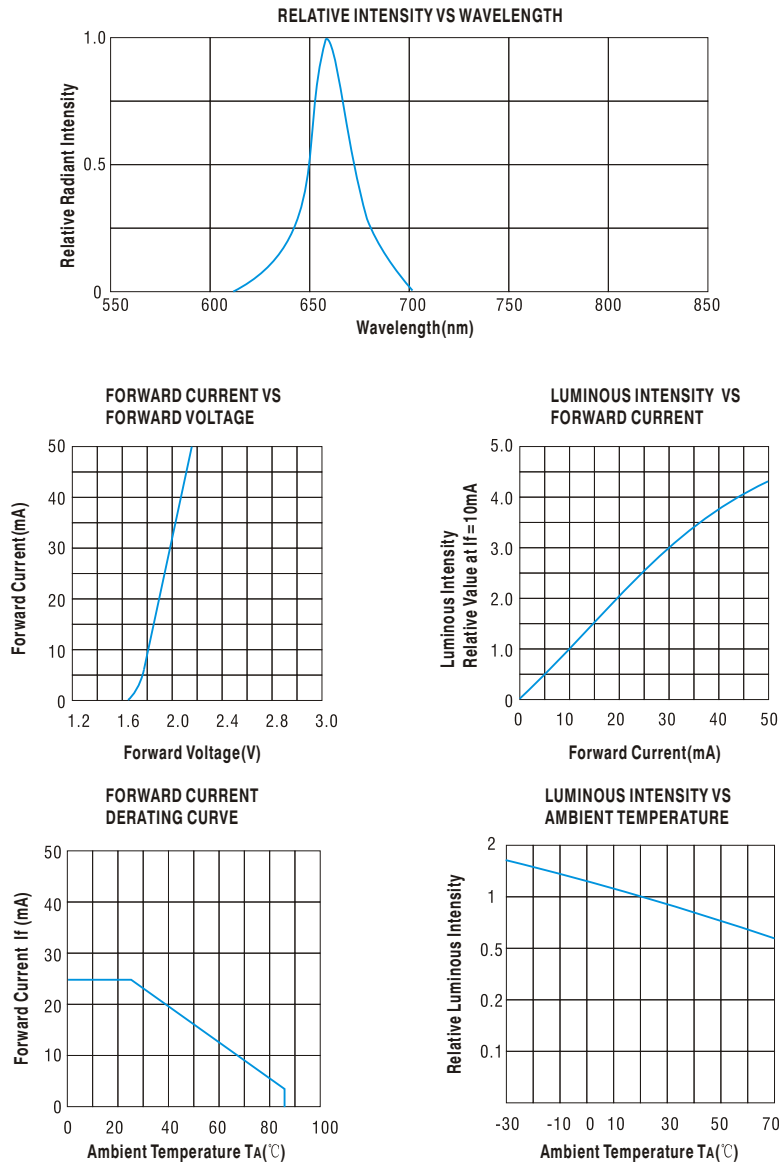 RELATIVE INTENSITY VS WAVELENGTH
Relative Radiant Intensity
1.0
0.5
0
550 600 650 700 750 800 850
Wavelength(nm)
FORWARD CURRENT VS
FORWARD VOLTAGE
Forward Current(mA)
50
40
30
20
10
0
1.2 1.6 2.0 2.4 2.8 3.0
Forward Voltage(V)
LUMINOUS INTENSITY VS
FORWARD CURRENT
Luminous Intensity
Relative Value at If=10mA
5.0
4.0
3.0
2.0
1.0
0
0 10 20 30 40 50
Forward Current(mA)
FORWARD CURRENT
DERATING CURVE
Forward Current If (mA)
50
40
30
20
10
0
0 20 40 60 80 100
Ambient Temperature TA(℃)
LUMINOUS INTENSITY VS
AMBIENT TEMPERATURE
Relative Luminous Intensity
2
1
0.5
0.2
0.1
-30 -10 0 10 30 50 70
Ambient Temperature TA(℃)